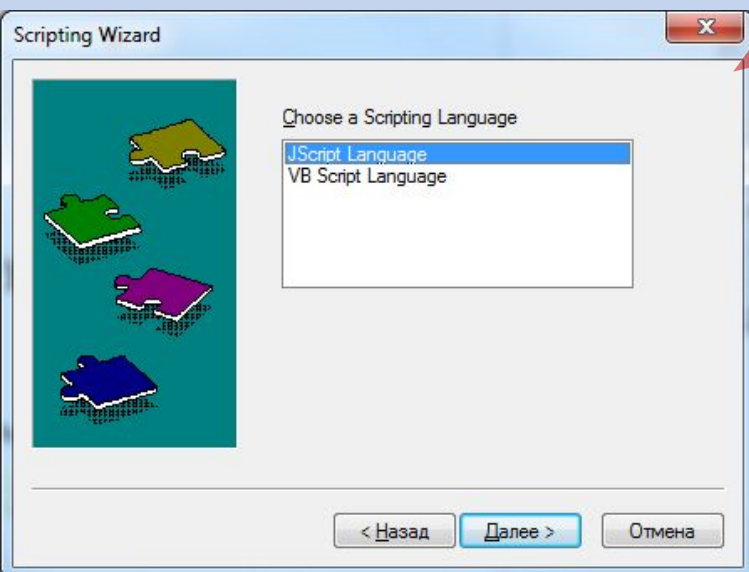 Scripting Wizard
Choose a Scripting Language
JScript Language
VB Script Language
< Назад Далее > Отмена